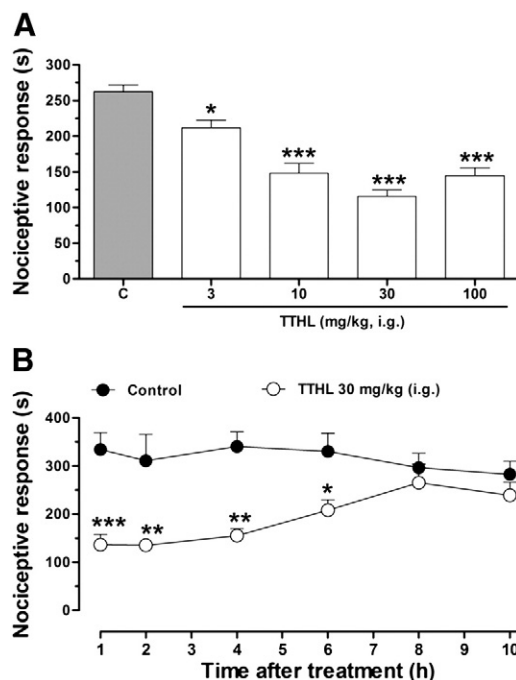 A
Nociceptive response (s)
300
250
200
150
100
50
0
*
***
***
***
C 3 10 30 100
TTHL (mg/kg, i.g.)
B
Control TTHL 30 mg/kg (i.g.)
Nociceptive response (s)
400
300
200
100
0
***
**
**
*
1 2 3 4 5 6 7 8 9 10
Time after treatment (h)